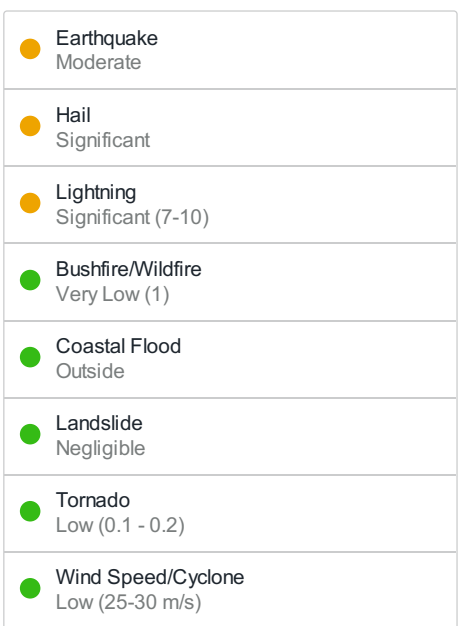 Earthquake
Moderate
Hail
Significant
Lightning
Significant (7-10)
Bushfire/Wildfire
Very Low (1)
Coastal Flood
Outside
Landslide
Negligible
Tornado
Low (0.1 - 0.2)
Wind Speed/Cyclone
Low (25-30 m/s)